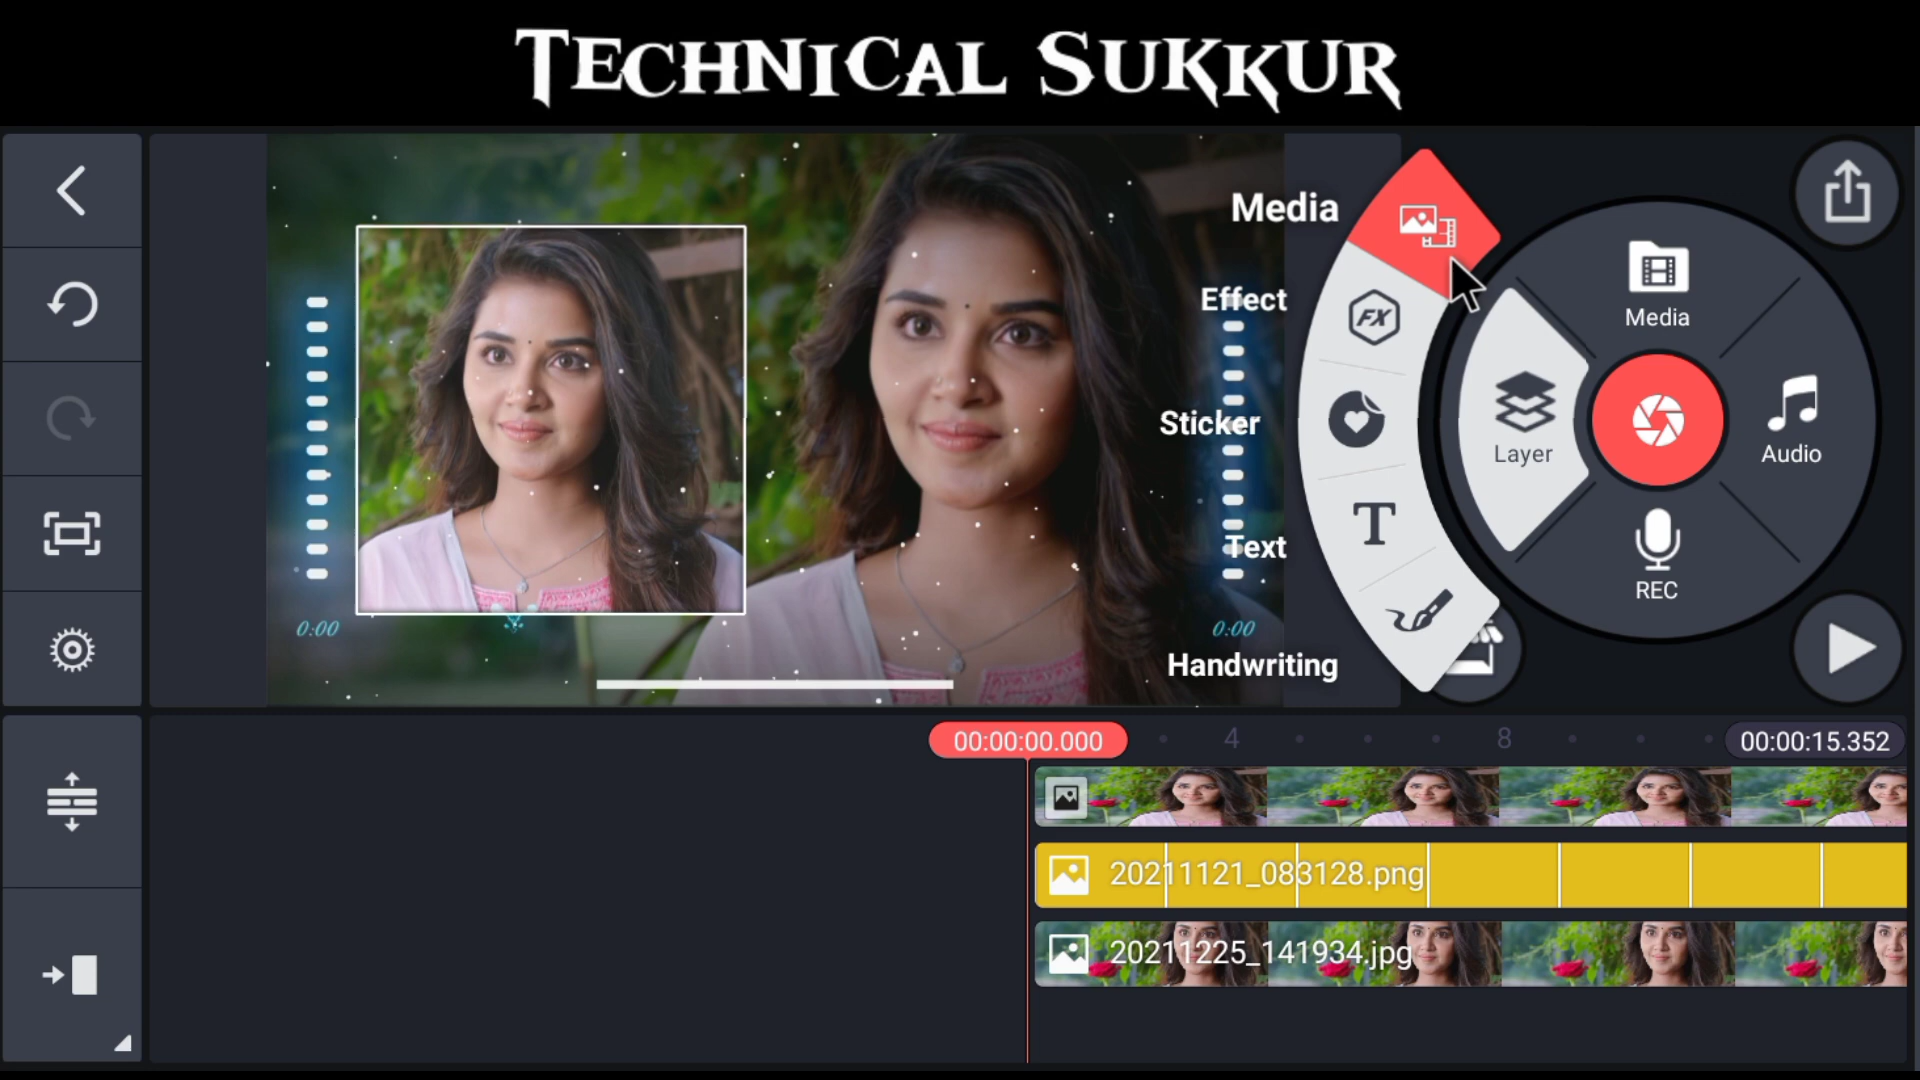 TECHNICAL SUKKUR
Media
Effect
Sticker
Text
Handwriting
FX
T
Media
Layer
Audio
REC
0:00
0:00
00:00:00.000
4
8
00:00:15.352
20211121_083128.png
20211225_141934.jpg